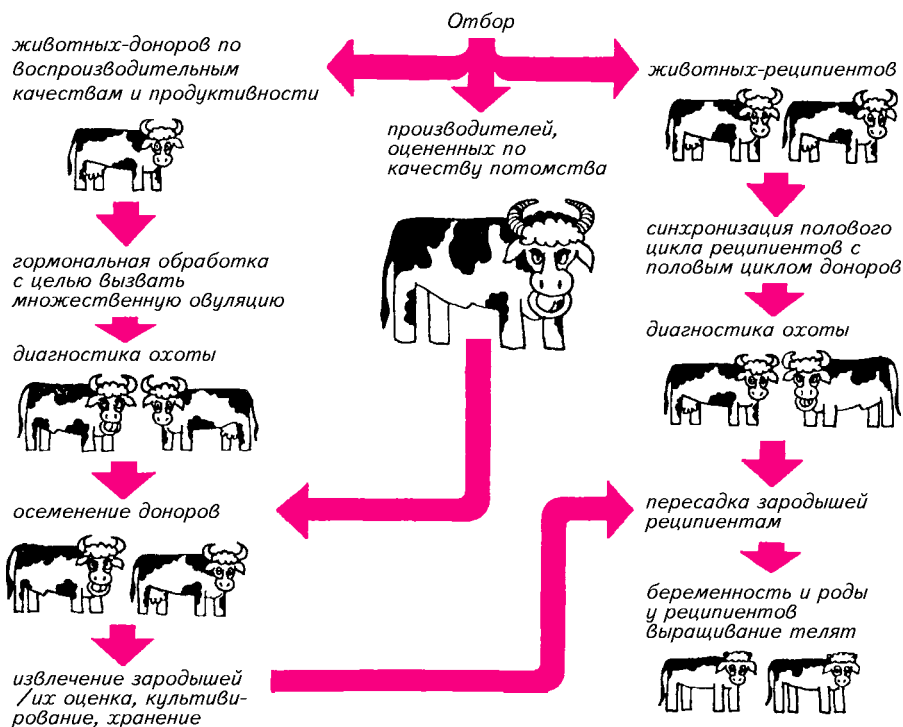 Отбор
животных-доноров по
воспроизводительным
качествам и продуктивности
производителей,
оцененных по
качеству потомства
животных-реципиентов
гормональная обработка
с целью вызвать
множественную овуляцию
диагностика охоты
осеменение доноров
извлечение зародышей
/их оценка, культиви-
рование, хранение
синхронизация полового
цикла реципиентов с
половым циклом доноров
диагностика охоты
пересадка зародышей
реципиентам
беременность и роды
у реципиентов
выращивание телят